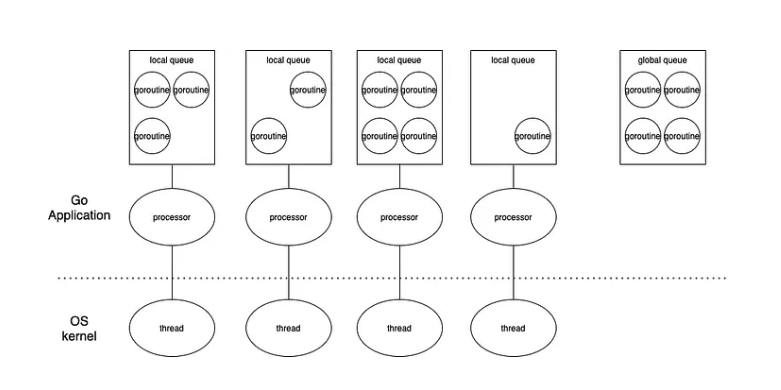 local queue
local queue
local queue
local queue
global queue
goroutine goroutine
goroutine
goroutine goroutine
goroutine goroutine
goroutine
goroutine
goroutine goroutine
goroutine
goroutine goroutine
Go
Application
processor
processor
processor
processor
OS
kernel
thread
thread
thread
thread